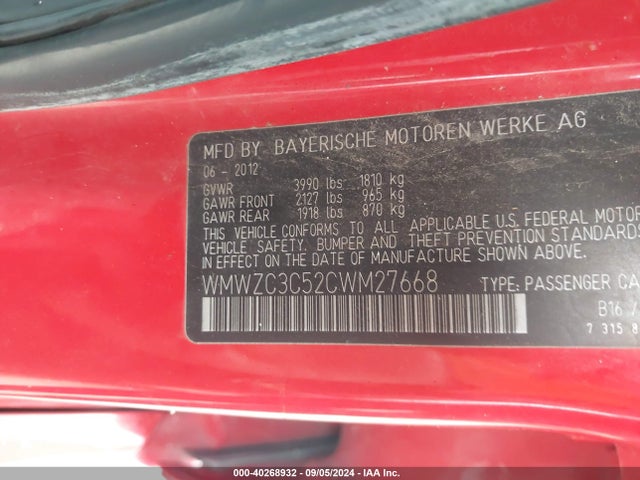 MFD BY BAYERISCHE MOTOREN WERKE AG
06 - 2012
GVWR 3990 lbs 1810 kg
GAWR FRONT 2127 lbs 965 kg
GAWR REAR 1918 lbs 870 kg
THIS VEHICLE CONFORMS TO ALL APPLICABLE U.S. FEDERAL MOTOR
VEHICLE SAFETY, BUMPER AND THEFT PREVENTION STANDARDS
IN EFFECT ON THE DATE OF MANUFACTURE SHOWN ABOVE.
WMWZC3C52CWM27668 TYPE: PASSENGER CA
B16
7 315 8
000-40268932 - 09/05/2024 - IAAI.COM